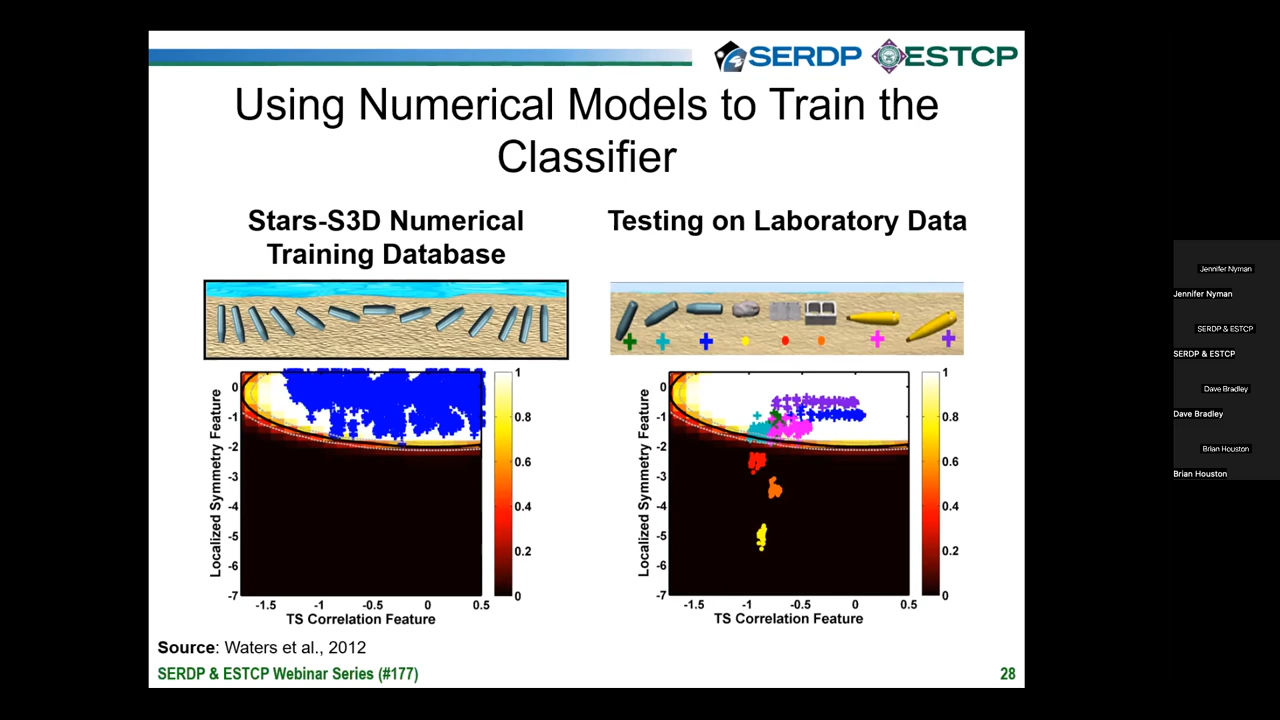 SERDP ESTCP
Using Numerical Models to Train the
Classifier
Stars-S3D Numerical
Training Database
Testing on Laboratory Data
Localized Symmetry Feature
0
-1
-2
-3
-4
-5
-6
-7
-1.5 -1 -0.5 0 0.5
TS Correlation Feature
1
0.8
0.6
0.4
0.2
0
Localized Symmetry Feature
0
-1
-2
-3
-4
-5
-6
-7
-1.5 -1 -0.5 0 0.5
TS Correlation Feature
1
0.8
0.6
0.4
0.2
0
Source: Waters et al., 2012
SERDP & ESTCP Webinar Series (#177)
28
Jennifer Nyman
Jennifer Nyman
SERDP & ESTCP
SERDP & ESTCP
Dave Bradley
Dave Bradley
Brian Houston
Brian Houston